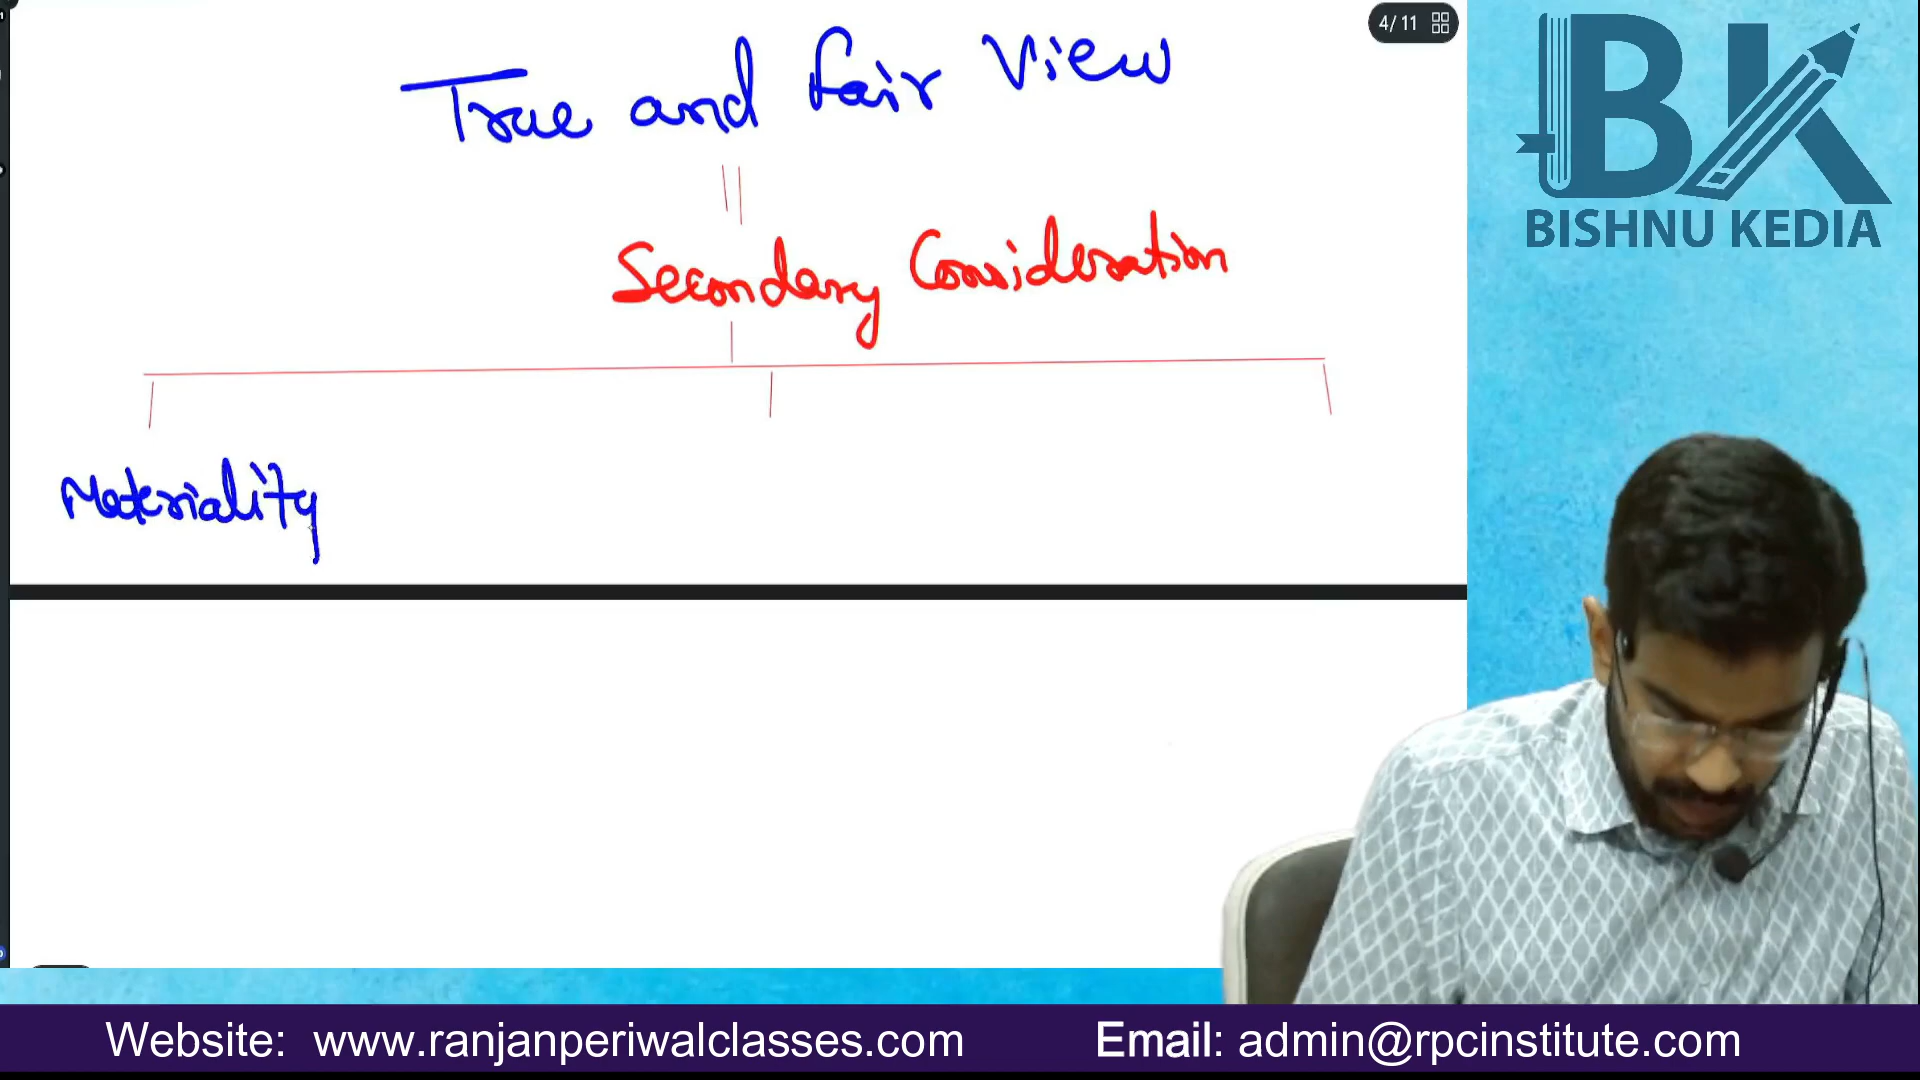 4/11
True and fair View
Secondary Consideration
Materiality
BK
BISHNU KEDIA
Website: www.ranjanperiwalclasses.com
Email: admin@rpcinstitute.com